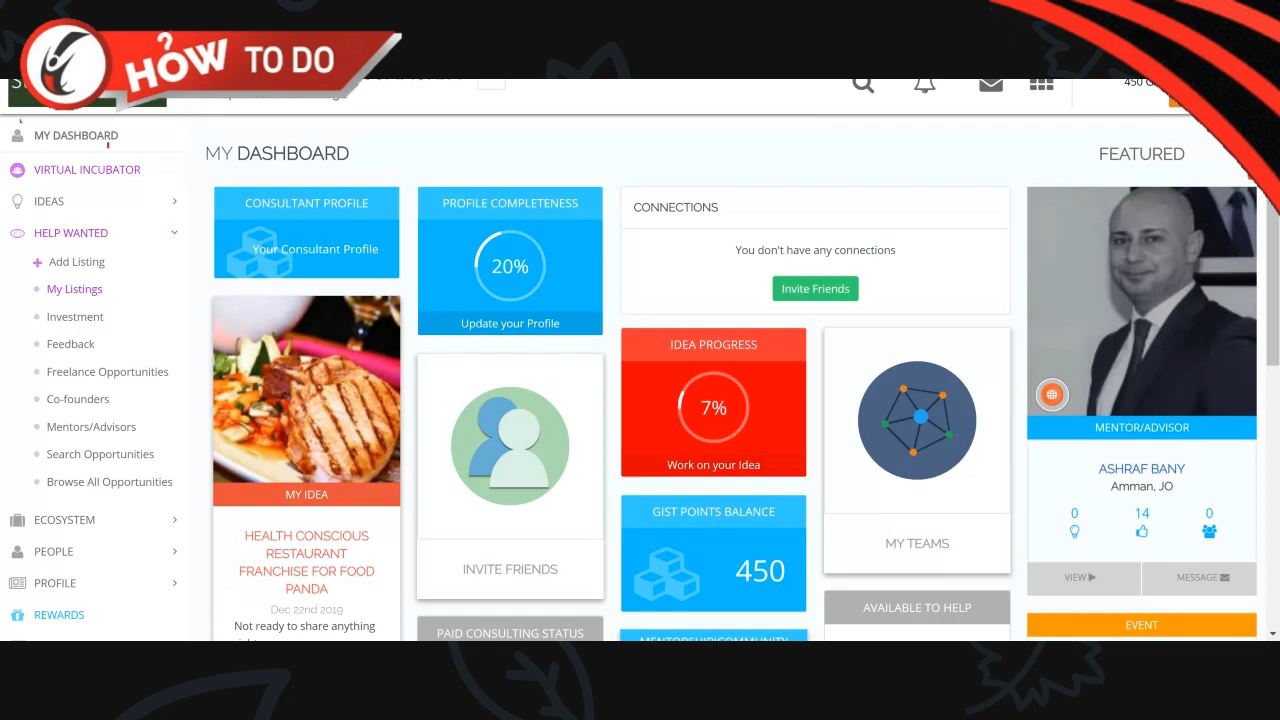 HOW TO DO
450 G
MY DASHBOARD
VIRTUAL INCUBATOR
IDEAS
HELP WANTED
Add Listing
My Listings
Investment
Feedback
Freelance Opportunities
Co-founders
Mentors/Advisors
Search Opportunities
Browse All Opportunities
ECOSYSTEM
PEOPLE
PROFILE
REWARDS
MY DASHBOARD
CONSULTANT PROFILE
Your Consultant Profile
MY IDEA
HEALTH CONSCIOUS
RESTAURANT
FRANCHISE FOR FOOD
PANDA
Dec 22nd 2019
Not ready to share anything
PROFILE COMPLETENESS
20%
Update your Profile
INVITE FRIENDS
PAID CONSULTING STATUS
CONNECTIONS
You don't have any connections
Invite Friends
IDEA PROGRESS
7%
Work on your Idea
GIST POINTS BALANCE
450
MENTORSHIP/COMMUNITY
MY TEAMS
AVAILABLE TO HELP
FEATURED
MENTOR/ADVISOR
ASHRAF BANY
Amman, JO
0 14 0
VIEW MESSAGE
EVENT